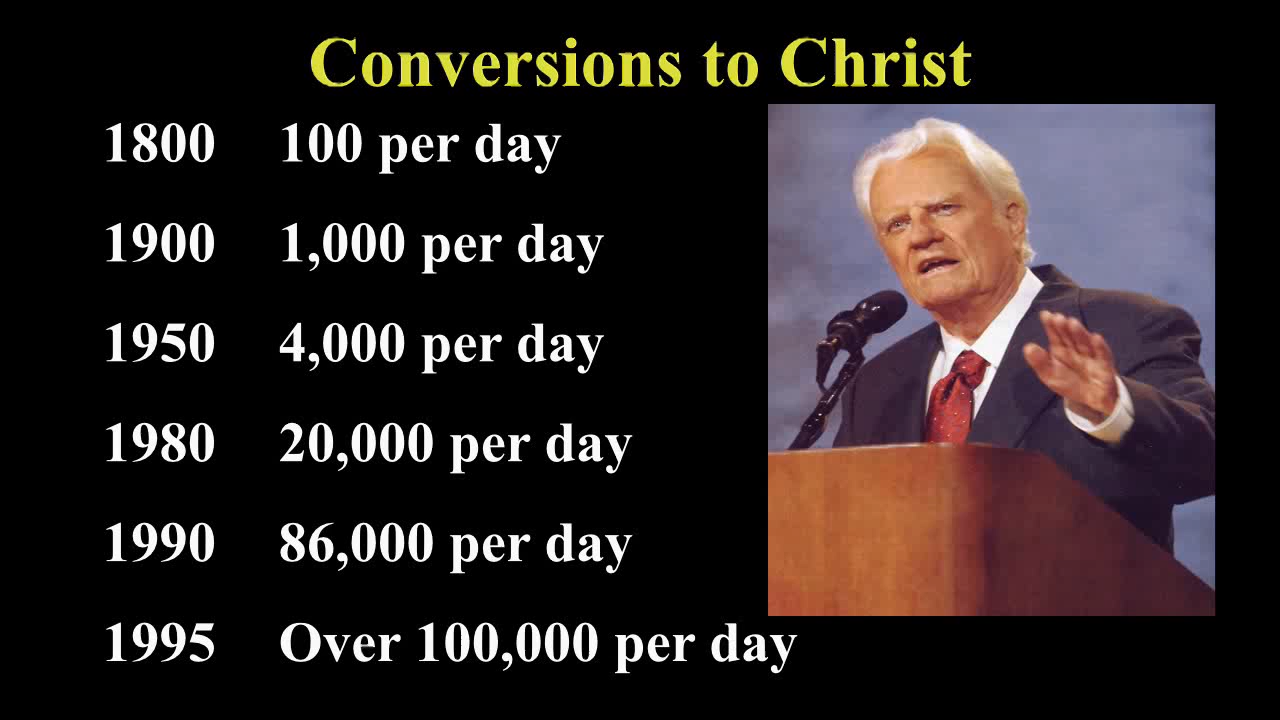 Conversions to Christ
1800 100 per day
1900 1,000 per day
1950 4,000 per day
1980 20,000 per day
1990 86,000 per day
1995 Over 100,000 per day